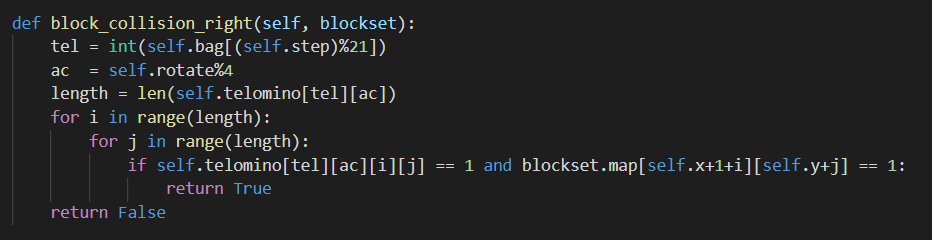 def block_collision_right(self, blockset):
    tel = int(self.bag[(self.step)%21])
    ac  = self.rotate%4
    length = len(self.telomino[tel][ac])
    for i in range(length):
        for j in range(length):
            if self.telomino[tel][ac][i][j] == 1 and blockset.map[self.x+1+i][self.y+j] == 1:
                return True
    return False